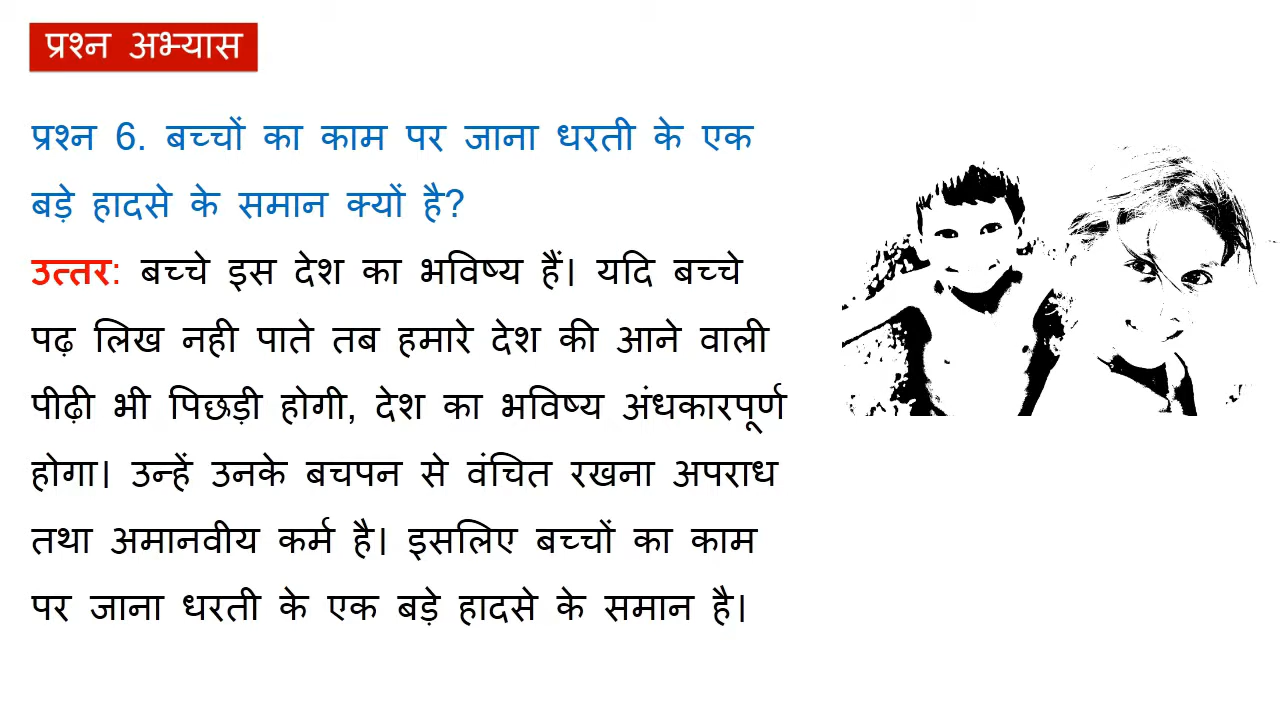 प्रश्न अभ्यास
प्रश्न 6. बच्चों का काम पर जाना धरती के एक
बड़े हादसे के समान क्यों है?
उत्तर: बच्चे इस देश का भविष्य हैं। यदि बच्चे
पढ़ लिख नही पाते तब हमारे देश की आने वाली
पीढ़ी भी पिछड़ी होगी, देश का भविष्य अंधकारपूर्ण
होगा। उन्हें उनके बचपन से वंचित रखना अपराध
तथा अमानवीय कर्म है। इसलिए बच्चों का काम
पर जाना धरती के एक बड़े हादसे के समान है।